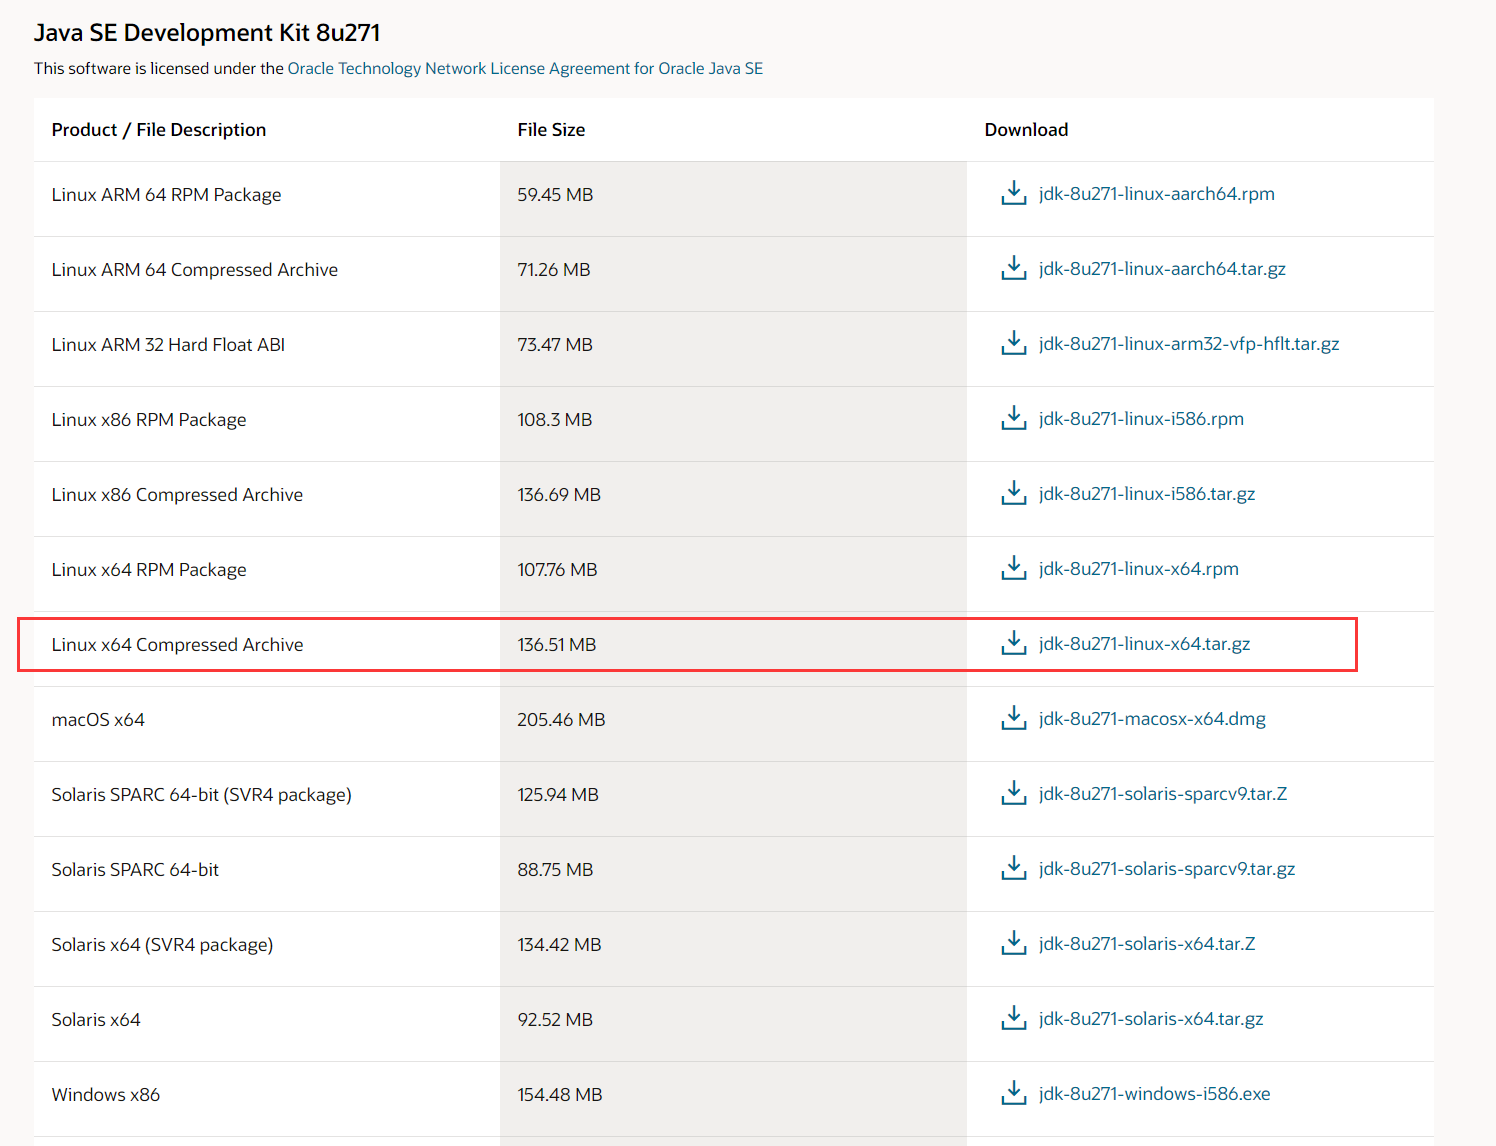 Java SE Development Kit 8u271
This software is licensed under the Oracle Technology Network License Agreement for Oracle Java SE
Product / File Description File Size Download
Linux ARM 64 RPM Package 59.45 MB jdk-8u271-linux-aarch64.rpm
Linux ARM 64 Compressed Archive 71.26 MB jdk-8u271-linux-aarch64.tar.gz
Linux ARM 32 Hard Float ABI 73.47 MB jdk-8u271-linux-arm32-vfp-hflt.tar.gz
Linux x86 RPM Package 108.3 MB jdk-8u271-linux-i586.rpm
Linux x86 Compressed Archive 136.69 MB jdk-8u271-linux-i586.tar.gz
Linux x64 RPM Package 107.76 MB jdk-8u271-linux-x64.rpm
Linux x64 Compressed Archive 136.51 MB jdk-8u271-linux-x64.tar.gz
macOS x64 205.46 MB jdk-8u271-macosx-x64.dmg
Solaris SPARC 64-bit (SVR4 package) 125.94 MB jdk-8u271-solaris-sparcv9.tar.Z
Solaris SPARC 64-bit 88.75 MB jdk-8u271-solaris-sparcv9.tar.gz
Solaris x64 (SVR4 package) 134.42 MB jdk-8u271-solaris-x64.tar.Z
Solaris x64 92.52 MB jdk-8u271-solaris-x64.tar.gz
Windows x86 154.48 MB jdk-8u271-windows-i586.exe